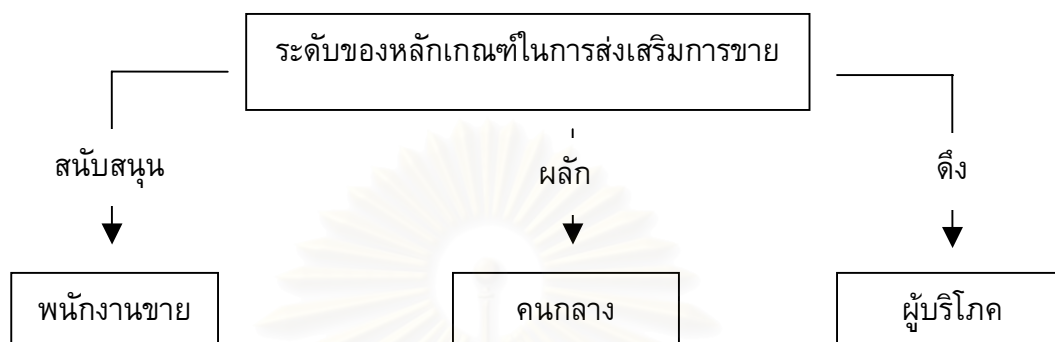 ระดับของหลักเกณฑ์ในการส่งเสริมการขาย
สนับสนุน
ผลัก
ดึง
พนักงานขาย
คนกลาง
ผู้บริโภค